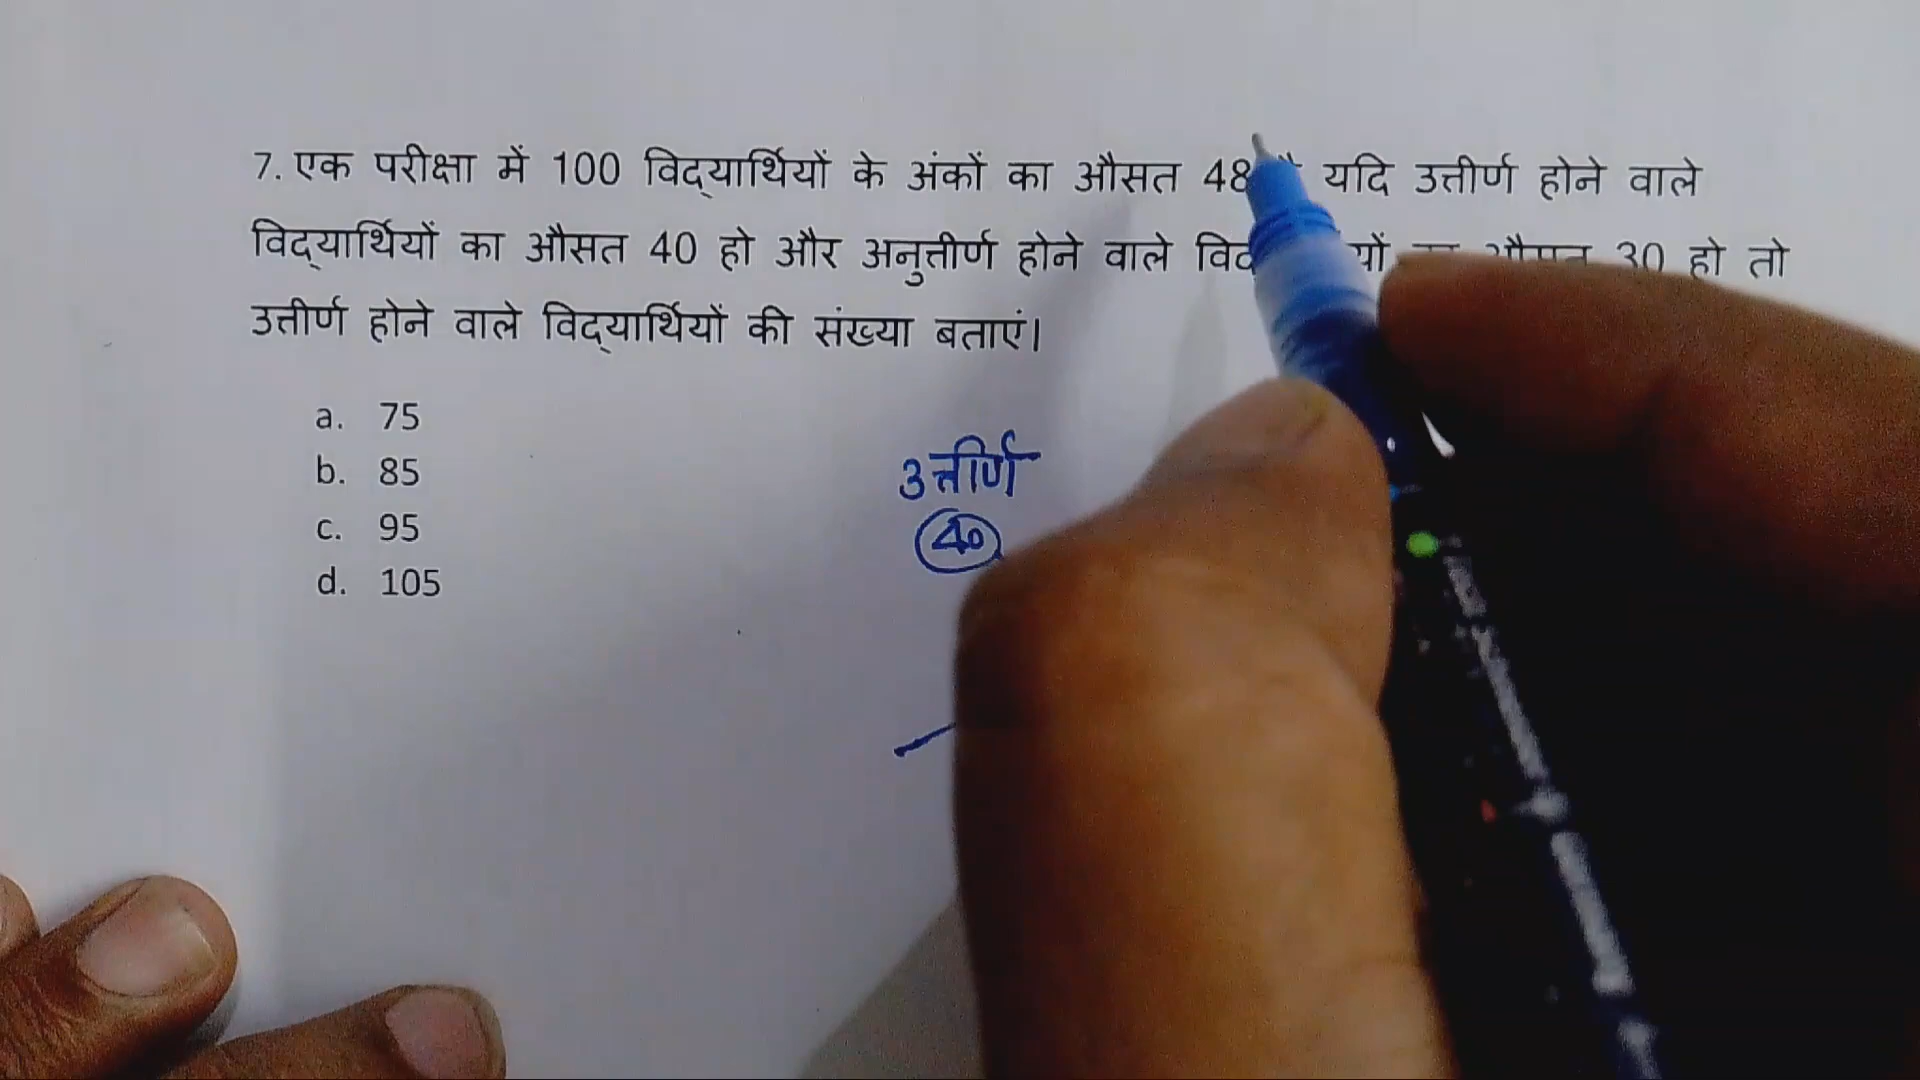 7. एक परीक्षा में 100 विद्यार्थियों के अंकों का औसत 48 यदि उत्तीर्ण होने वाले
विद्यार्थियों का औसत 40 हो और अनुत्तीर्ण होने वाले औसत 30 हो तो
उत्तीर्ण होने वाले विद्यार्थियों की संख्या बताएं।
a. 75
b. 85
c. 95
d. 105
उत्तीर्ण
40